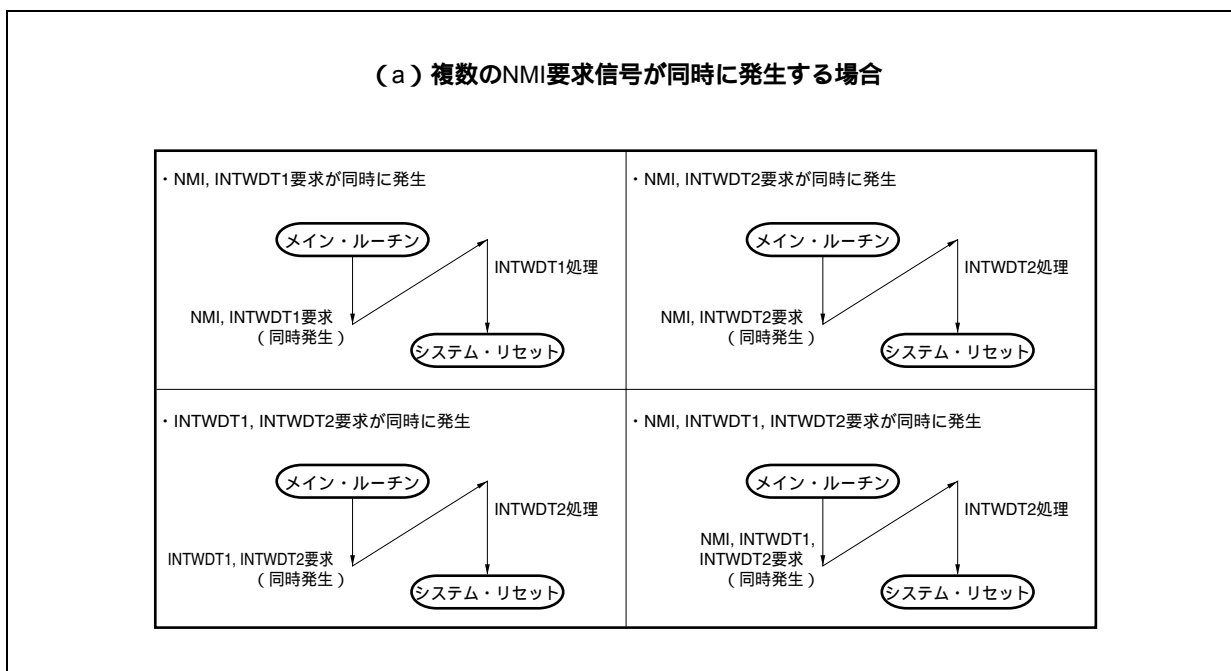 （a）複数のNMI要求信号が同時に発生する場合
・NMI, INTWDT1要求が同時に発生
メイン・ルーチン
INTWDT1処理
NMI, INTWDT1要求
（同時発生）
システム・リセット
・NMI, INTWDT2要求が同時に発生
メイン・ルーチン
INTWDT2処理
NMI, INTWDT2要求
（同時発生）
システム・リセット
・INTWDT1, INTWDT2要求が同時に発生
メイン・ルーチン
INTWDT2処理
INTWDT1, INTWDT2要求
（同時発生）
システム・リセット
・NMI, INTWDT1, INTWDT2要求が同時に発生
メイン・ルーチン
INTWDT2処理
NMI, INTWDT1,
INTWDT2要求
（同時発生）
システム・リセット